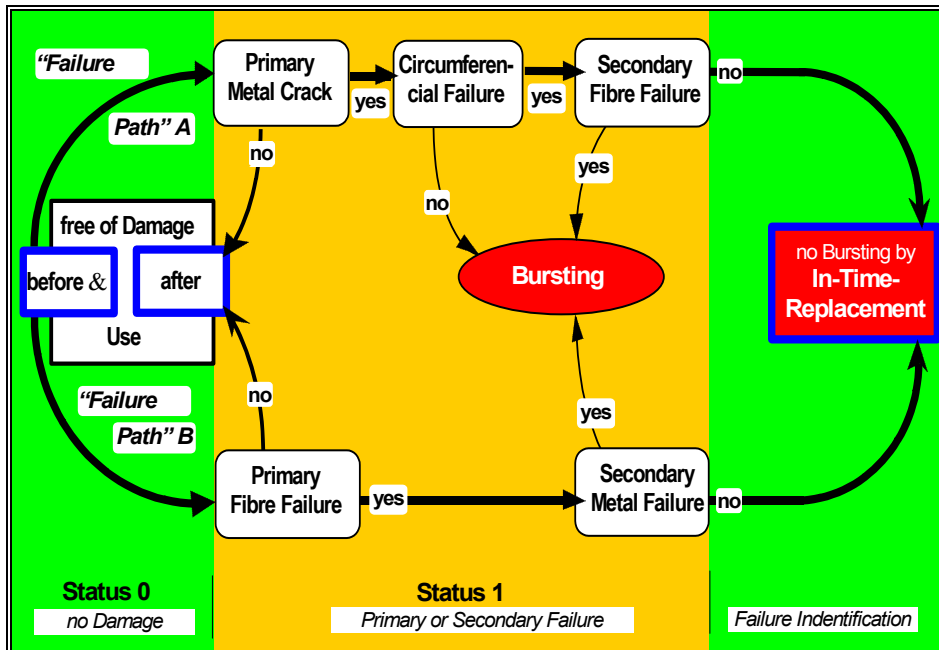 “Failure
Path” A
Primary
Metal Crack
yes
Circumferen-
cial Failure
yes
Secondary
Fibre Failure
no
no
no
yes
free of Damage
before &
after
Use
Bursting
no Bursting by
In-Time-
Replacement
“Failure
Path” B
no
yes
Primary
Fibre Failure
yes
Secondary
Metal Failure
no
Status 0
no Damage
Status 1
Primary or Secondary Failure
Failure Indentification